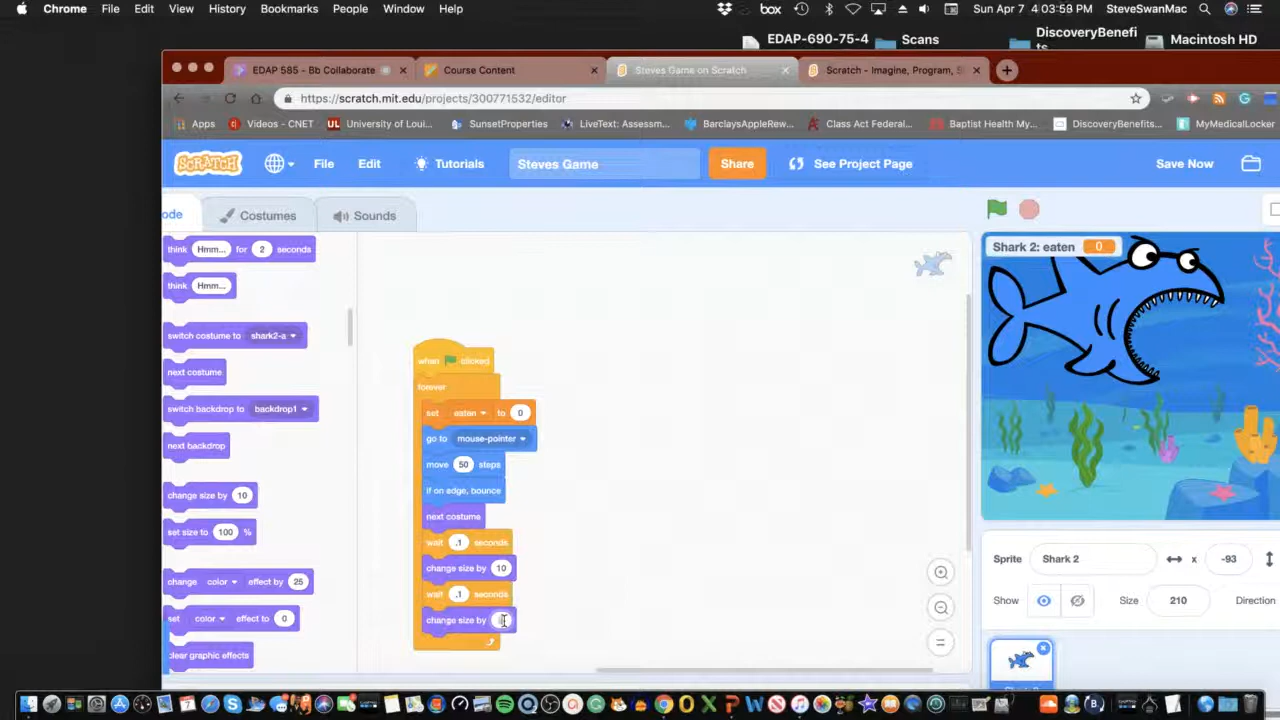 Chrome File Edit View History Bookmarks People Window Help box Sun Apr 7 4:03:58 PM SteveSwanMac
EDAP-690-75-4 Scans DiscoveryBenefi
ts Macintosh HD
EDAP 585 - Bb Collaborate Course Content Steves Game on Scratch Scratch - Imagine, Program, S
https://scratch.mit.edu/projects/300771532/editor
Apps Videos - CNET UL University of Loui... SunsetProperties LiveText: Assessm... BarclaysAppleRew... Class Act Federal... Baptist Health My... DiscoveryBenefits... MyMedicalLocker
SCRATCH File Edit Tutorials Steves Game Share See Project Page Save Now
ode Costumes Sounds
think Hmm... for 2 seconds
think Hmm...
switch costume to shark2-a
next costume
switch backdrop to backdrop1
next backdrop
change size by 10
set size to 100 %
change color effect by 25
set color effect to 0
clear graphic effects
when clicked
forever
set eaten to 0
go to mouse-pointer
move 50 steps
if on edge, bounce
next costume
wait .1 seconds
change size by 10
wait .1 seconds
change size by
Shark 2: eaten 0
Sprite Shark 2 x -93
Show Size 210 Direction